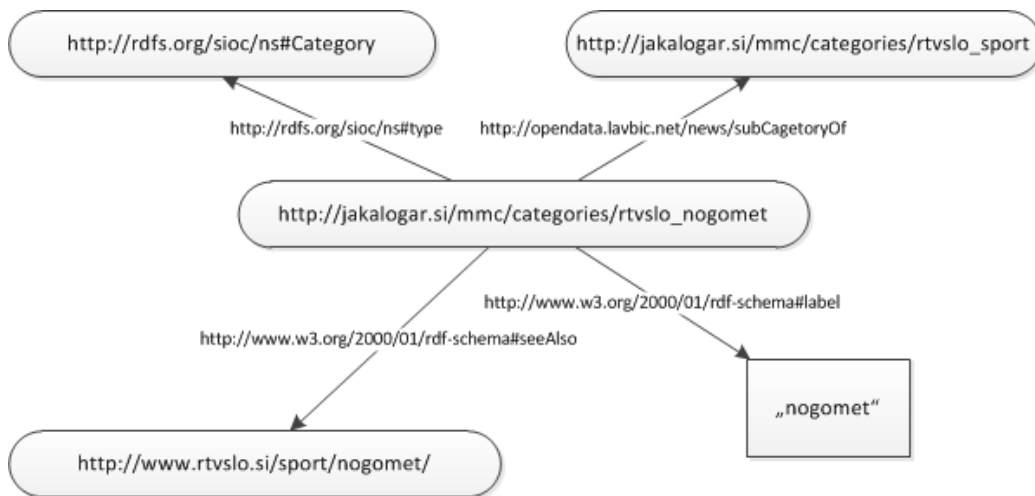 http://rdfs.org/sioc/ns#Category
http://jakalogar.si/mmc/categories/rtvslo_sport
http://rdfs.org/sioc/ns#type
http://opendata.lavbic.net/news/subCagetoryOf
http://jakalogar.si/mmc/categories/rtvslo_nogomet
http://www.w3.org/2000/01/rdf-schema#label
http://www.w3.org/2000/01/rdf-schema#seeAlso
„nogomet“
http://www.rtvslo.si/sport/nogomet/